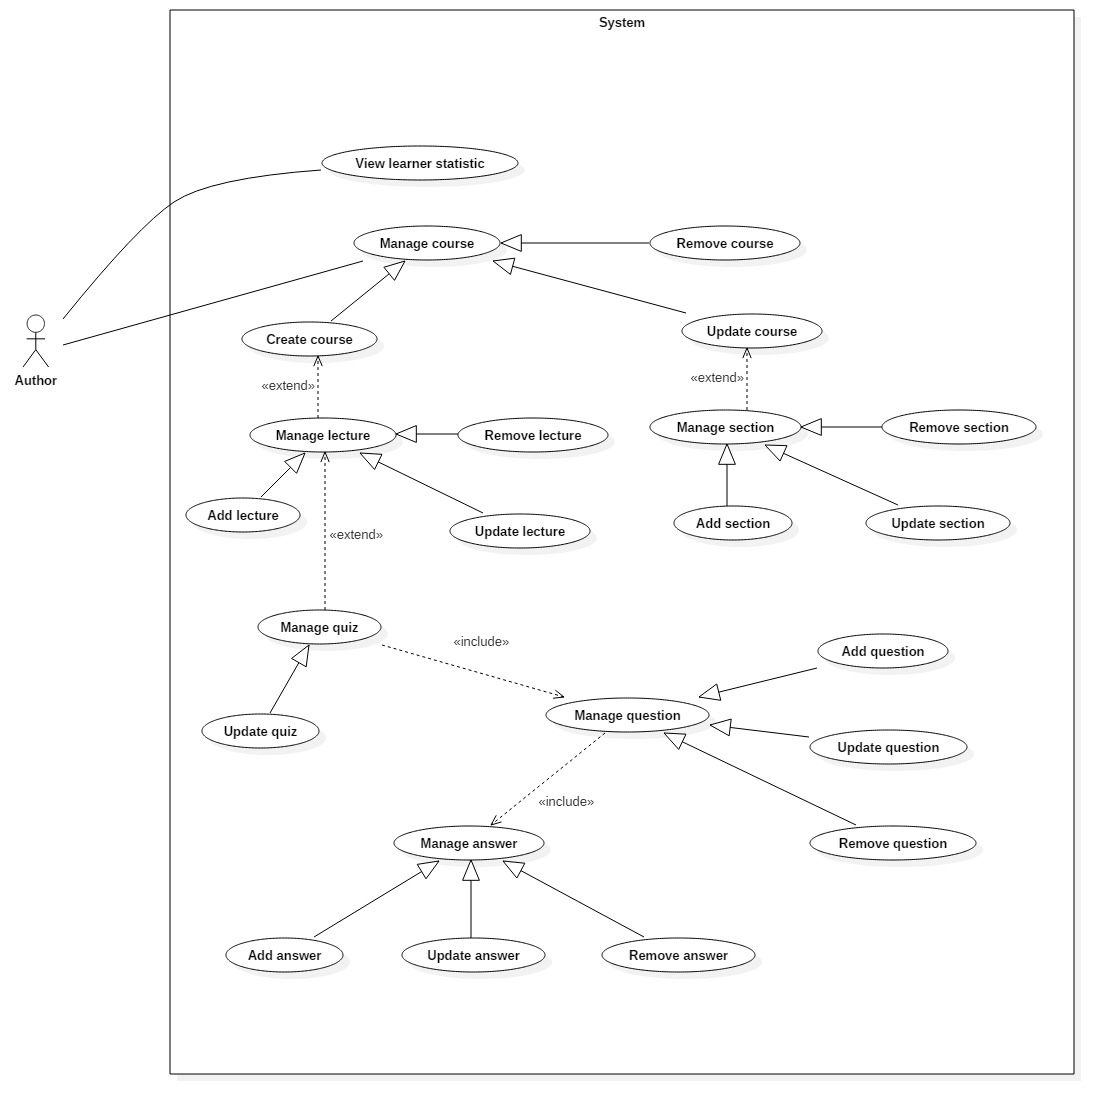 System
View learner statistic
Manage course
Remove course
Update course
Create course
Author
«extend»
«extend»
Manage lecture
Remove lecture
Manage section
Remove section
Add lecture
Update lecture
Add section
Update section
«extend»
Manage quiz
«include»
Add question
Manage question
Update quiz
Update question
«include»
Manage answer
Remove question
Add answer
Update answer
Remove answer